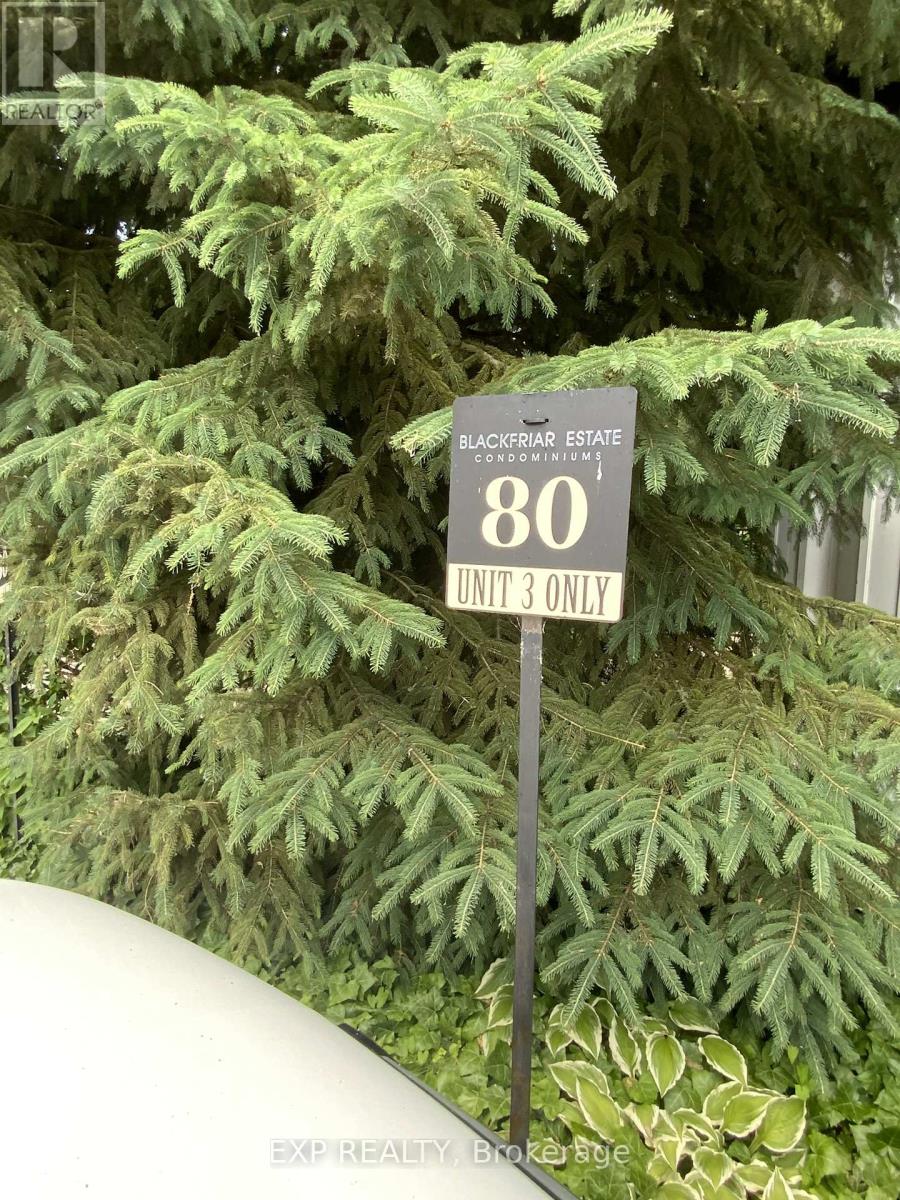 REALTOR®
BLACKFRIAR ESTATE
CONDOMINIUMS
80
UNIT 3 ONLY
EXP REALTY, Brokerage